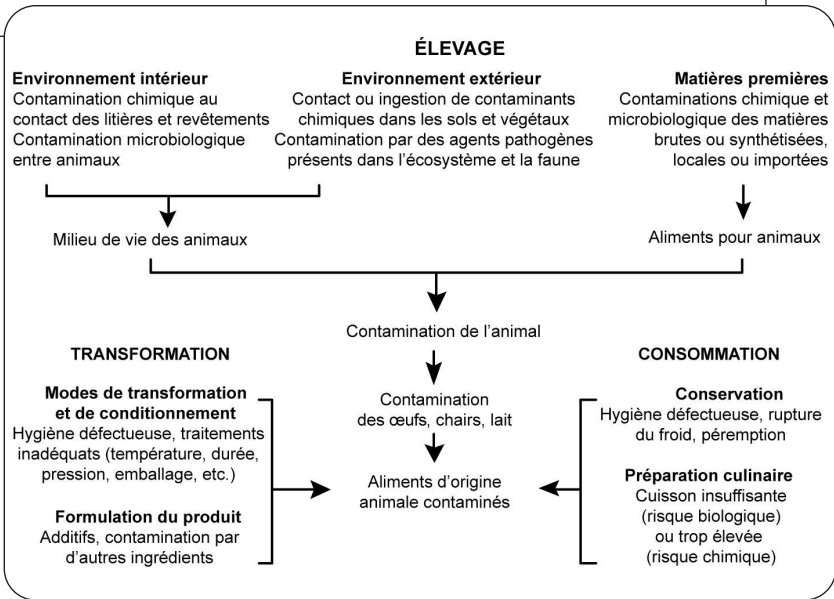 ÉLEVAGE
Environnement intérieur
Contamination chimique au
contact des litières et revêtements
Contamination microbiologique
entre animaux
Environnement extérieur
Contact ou ingestion de contaminants
chimiques dans les sols et végétaux
Contamination par des agents pathogènes
présents dans l'écosystème et la faune
Matières premières
Contaminations chimique et
microbiologique des matières
brutes ou synthétisées,
locales ou importées
Milieu de vie des animaux
Aliments pour animaux
Contamination de l'animal
Contamination
des œufs, chairs, lait
Aliments d'origine
animale contaminés
TRANSFORMATION
Modes de transformation
et de conditionnement
Hygiène défectueuse, traitements
inadéquats (température, durée,
pression, emballage, etc.)
Formulation du produit
Additifs, contamination par
d'autres ingrédients
CONSOMMATION
Conservation
Hygiène défectueuse, rupture
du froid, péremption
Préparation culinaire
Cuisson insuffisante
(risque biologique)
ou trop élevée
(risque chimique)